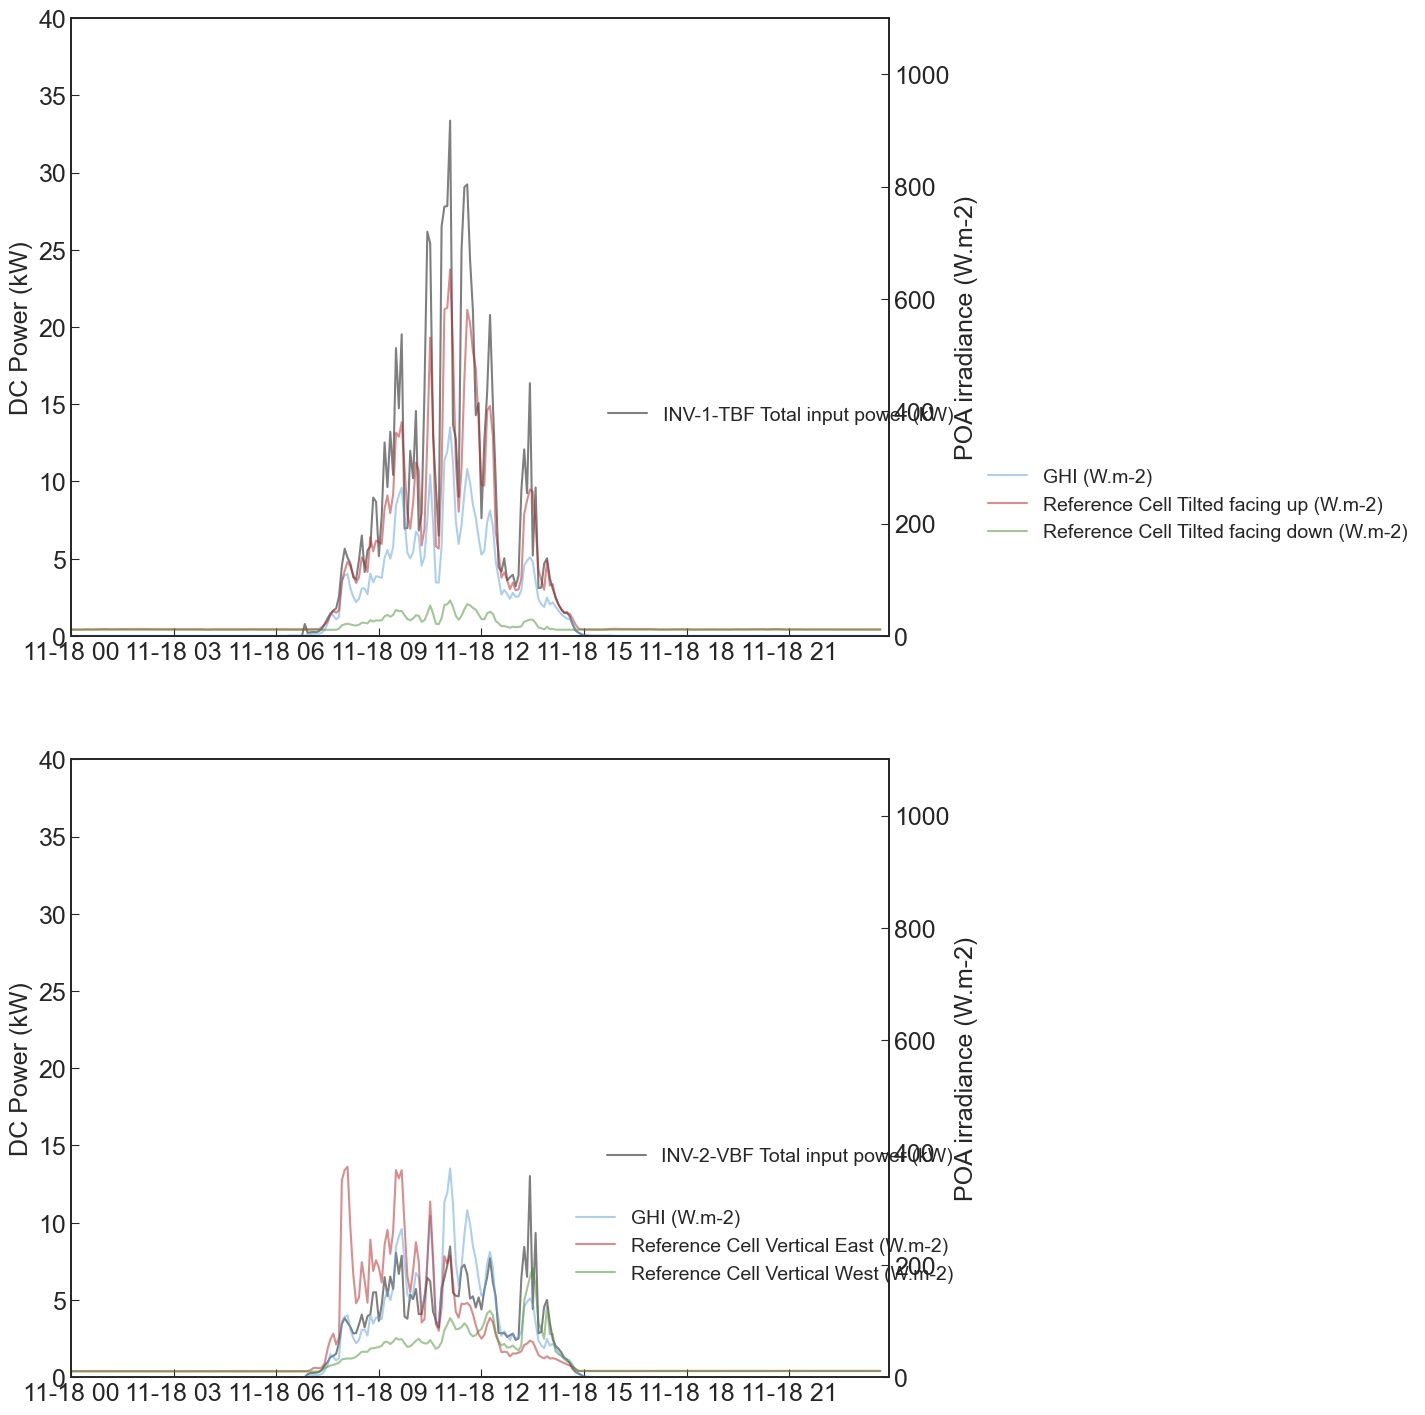 40
35
30
25
20
15
10
5
0
DC Power (kW)
1000
800
600
400
200
0
POA irradiance (W.m-2)
INV-1-TBF Total input power (kW)
GHI (W.m-2)
Reference Cell Tilted facing up (W.m-2)
Reference Cell Tilted facing down (W.m-2)
11-18 00 11-18 03 11-18 06 11-18 09 11-18 12 11-18 15 11-18 18 11-18 21
40
35
30
25
20
15
10
5
0
DC Power (kW)
1000
800
600
400
200
0
POA irradiance (W.m-2)
INV-2-VBF Total input power (kW)
GHI (W.m-2)
Reference Cell Vertical East (W.m-2)
Reference Cell Vertical West (W.m-2)
11-18 00 11-18 03 11-18 06 11-18 09 11-18 12 11-18 15 11-18 18 11-18 21